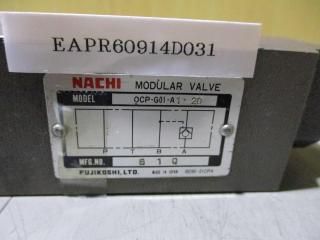 EAPR60914D031
NACHI MODULAR VALVE
MODEL OCP-G01-A1-20
P T B A
MFG.NO. 6 1 Q
FUJIKOSHI, LTD. MADE IN JAPAN